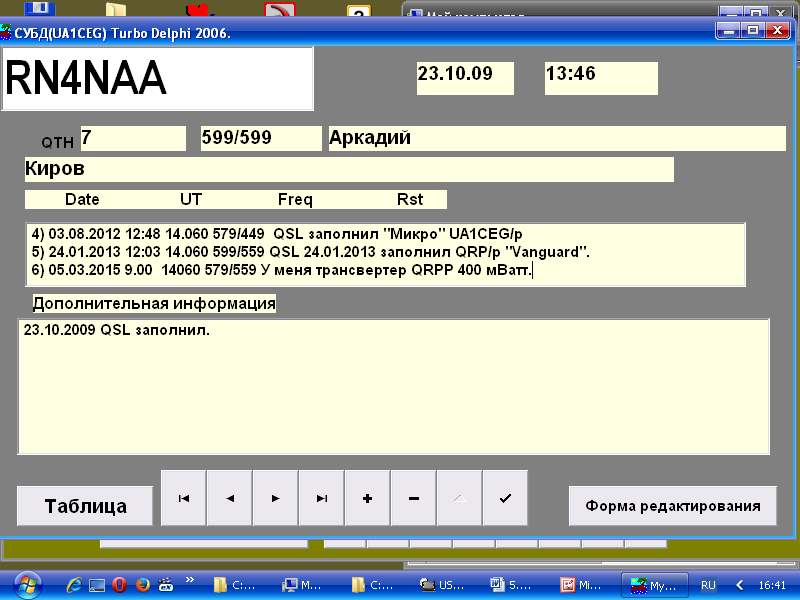 Мой компьютер
СУБД(UA1CEG) Turbo Delphi 2006.
RN4NAA
23.10.09
13:46
QTH
7
599/599
Аркадий
Киров
Date UT Freq Rst
4) 03.08.2012 12:48 14.060 579/449 QSL заполнил "Микро" UA1CEG/p
5) 24.01.2013 12:03 14.060 599/559 QSL 24.01.2013 заполнил QRP/p "Vanguard".
6) 05.03.2015 9.00 14060 579/559 У меня трансвертер QRPP 400 мВатт.
Дополнительная информация
23.10.2009 QSL заполнил.
Таблица
Форма редактирования
C:...
M...
C:...
US...
5....
Mi...
My...
RU
16:41